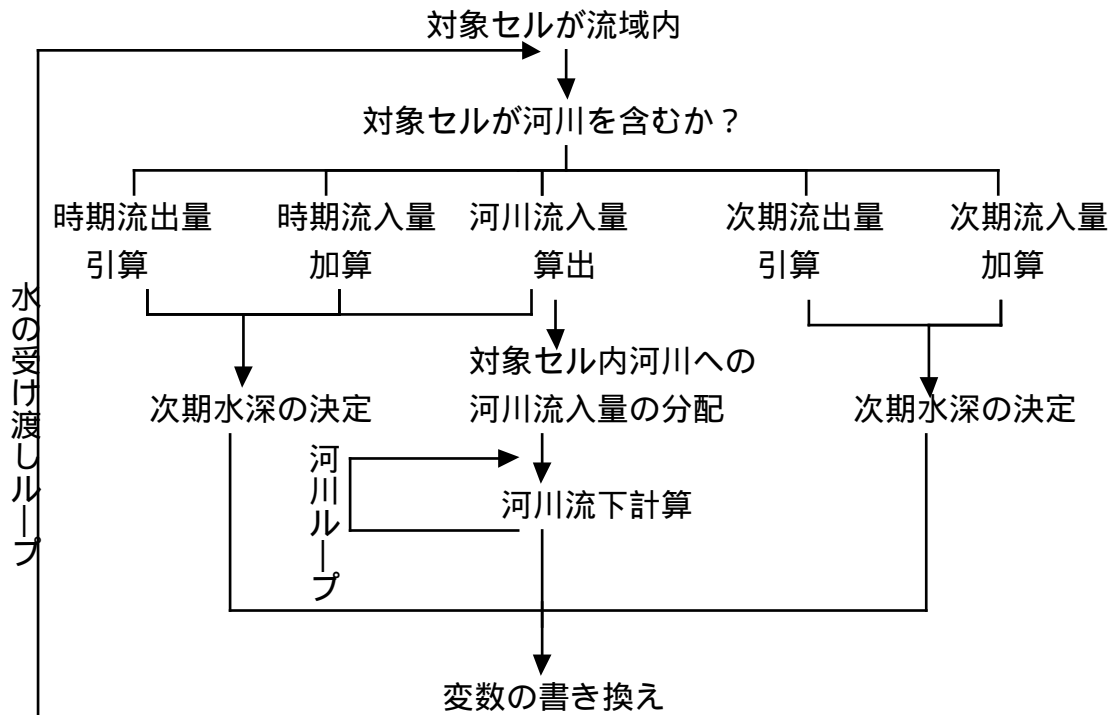 対象セルが流域内
対象セルが河川を含むか？
時期流出量
引算
時期流入量
加算
河川流入量
算出
次期流出量
引算
次期流入量
加算
水の受け渡しループ
対象セル内河川への
河川流入量の分配
次期水深の決定
次期水深の決定
河川ループ
河川流下計算
変数の書き換え